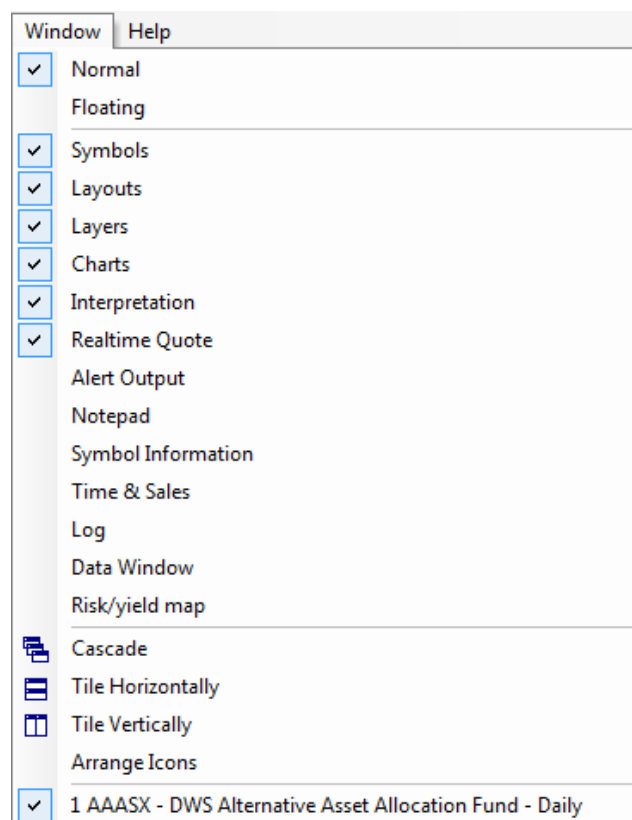 Window Help
Normal
Floating
Symbols
Layouts
Layers
Charts
Interpretation
Realtime Quote
Alert Output
Notepad
Symbol Information
Time & Sales
Log
Data Window
Risk/yield map
Cascade
Tile Horizontally
Tile Vertically
Arrange Icons
1 AAASX - DWS Alternative Asset Allocation Fund - Daily